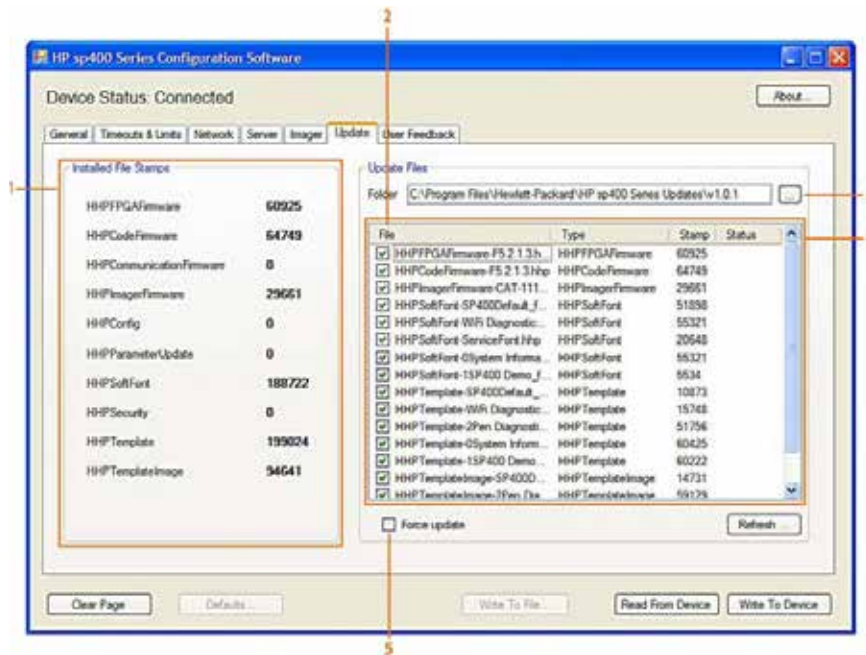 2
HP sp400 Series Configuration Software
Device Status: Connected
About...
General Timeouts & Limits Network Server Imager Update User Feedback
1
Installed File Stamps
HHPFPGAFirmware 60925
HHPCodeFirmware 64749
HHPCommunicationFirmware 0
HHPImagerFirmware 29661
HHPConfig 0
HHPParameterUpdate 0
HHPSoftFont 188722
HHPSecurity 0
HHPTemplate 199024
HHPTemplateImage 94641
Update Files
Folder C:\Program Files\Hewlett-Packard\HP sp400 Series Updates\v1.0.1 ...
File Type Stamp Status
HHPFPGAFirmware-F5.2.1.3.h... HHPFPGAFirmware 60925
HHPCodeFirmware-F5.2.1.3.hhp HHPCodeFirmware 64749
HHPImagerFirmware-CAT-111... HHPImagerFirmware 29661
HHPSoftFont-SP400Default_f... HHPSoftFont 51898
HHPSoftFont-WiFi Diagnostic... HHPSoftFont 55321
HHPSoftFont-ServiceFont.hhp HHPSoftFont 20648
HHPSoftFont-0System Informa... HHPSoftFont 55321
HHPSoftFont-1SP400 Demo_f... HHPSoftFont 5534
HHPTemplate-SP400Default_... HHPTemplate 10873
HHPTemplate-WiFi Diagnostic... HHPTemplate 15748
HHPTemplate-2Pen Diagnosti... HHPTemplate 51756
HHPTemplate-0System Inform... HHPTemplate 60425
HHPTemplate-1SP400 Demo... HHPTemplate 60222
HHPTemplateImage-SP400D... HHPTemplateImage 14731
HHPTemplateImage-2Pen Dia... HHPTemplateImage 59129
Force update
Refresh...
Clear Page Defaults... Write To File... Read From Device Write To Device
5